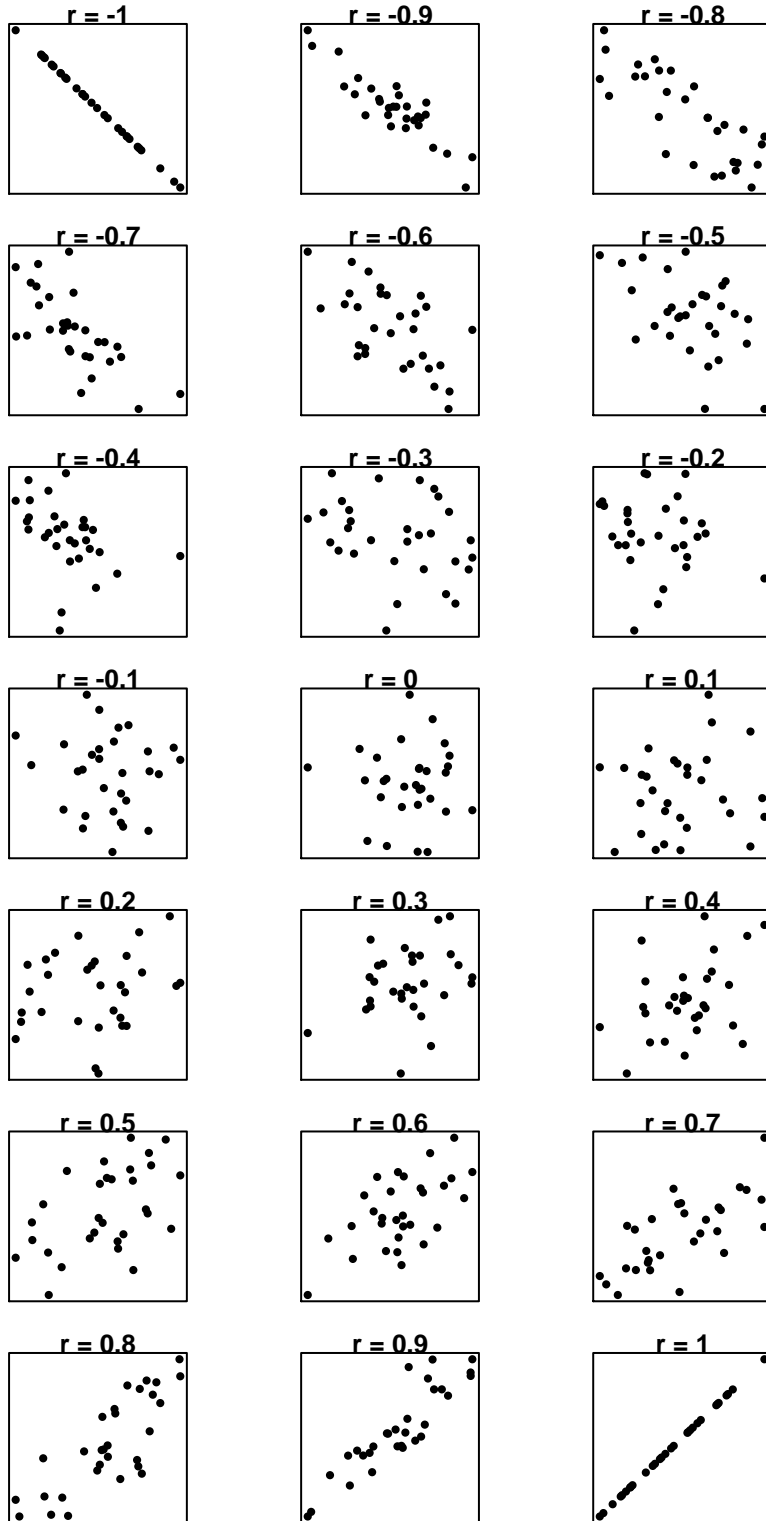 r = -1
r = -0.9
r = -0.8
r = -0.7
r = -0.6
r = -0.5
r = -0.4
r = -0.3
r = -0.2
r = -0.1
r = 0
r = 0.1
r = 0.2
r = 0.3
r = 0.4
r = 0.5
r = 0.6
r = 0.7
r = 0.8
r = 0.9
r = 1